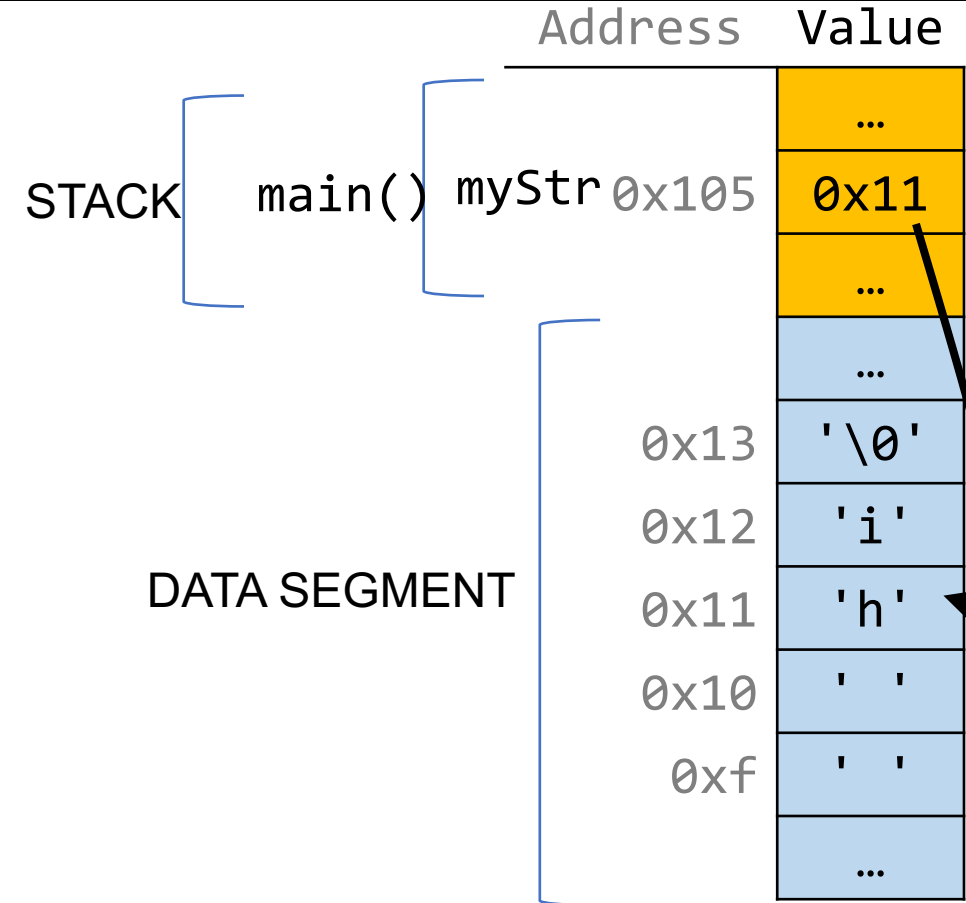 Address Value
…
STACK main() myStr 0x105 0x11
…
…
0x13 '\0'
0x12 'i'
DATA SEGMENT 0x11 'h'
0x10 ' '
0xf ' '
…